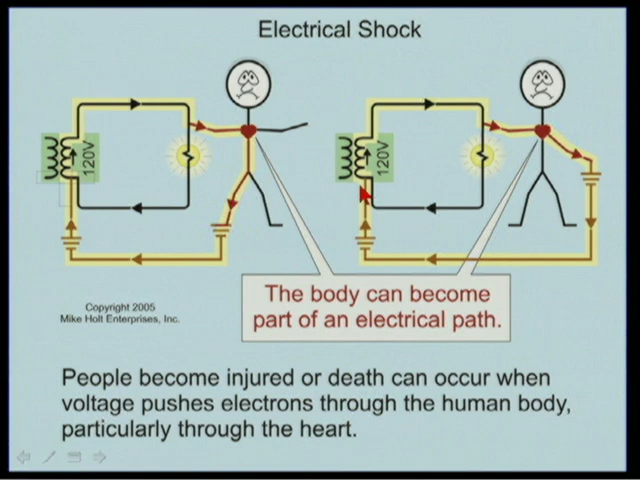 Electrical Shock
120V
120V
The body can become
part of an electrical path.
Copyright 2005
Mike Holt Enterprises, Inc.
People become injured or death can occur when
voltage pushes electrons through the human body,
particularly through the heart.